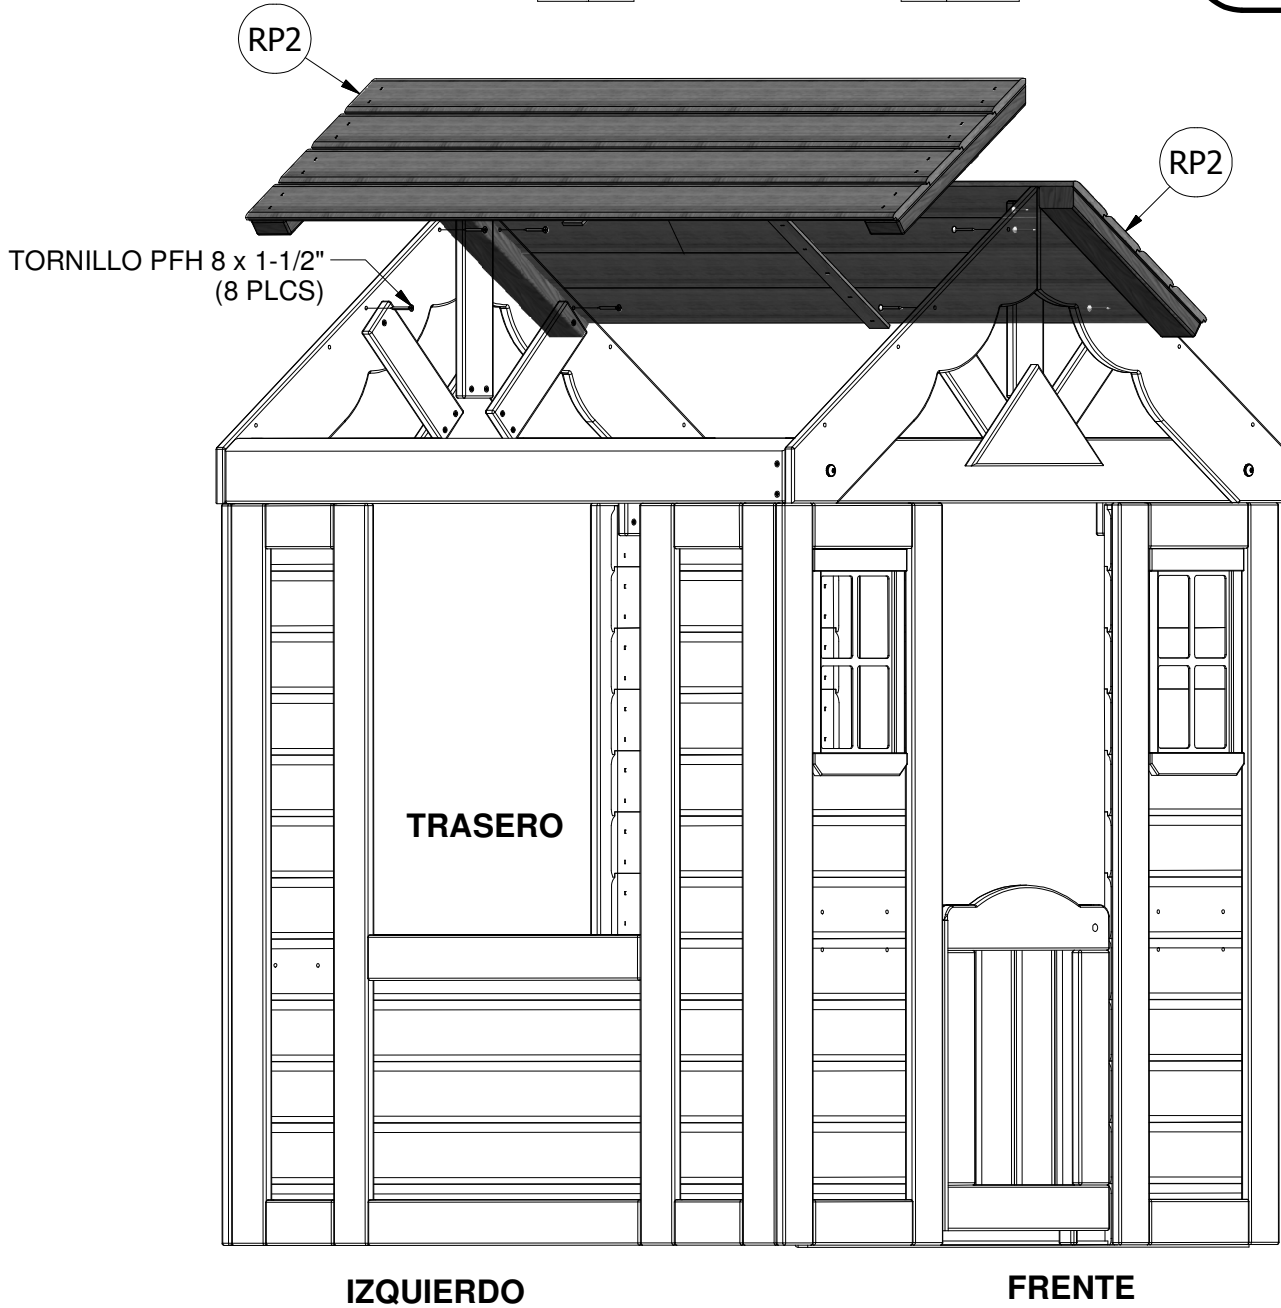 RP2
RP2
TORNILLO PFH 8 x 1-1/2"
(8 PLCS)
TRASERO
IZQUIERDO
FRENTE